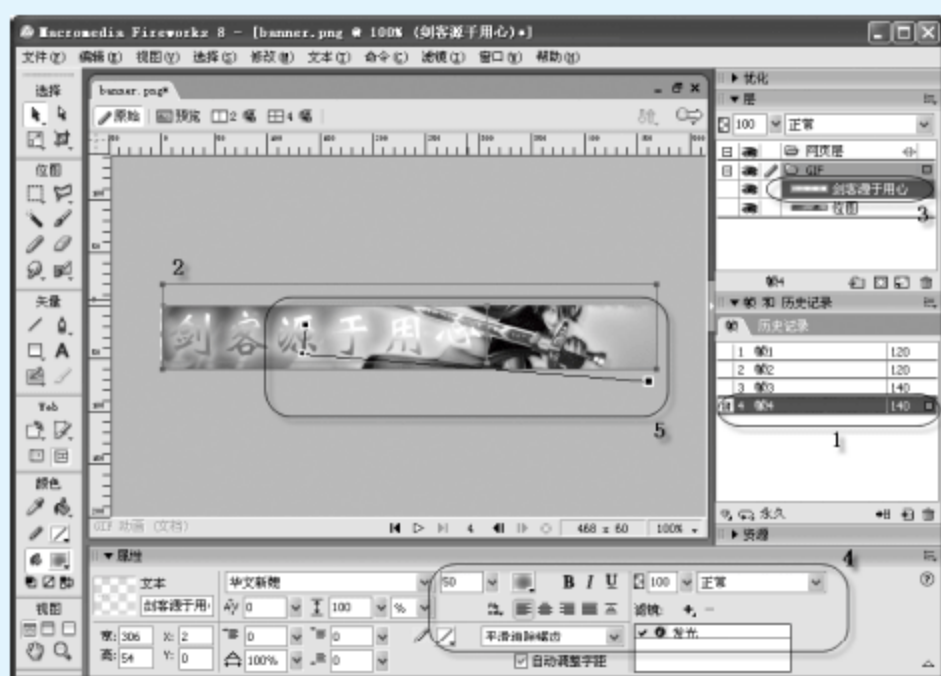 Macromedia Fireworks 8 - [banner.png @ 100% (剑客源于用心)*]
文件(F) 编辑(E) 视图(V) 选择(S) 修改(M) 文本(T) 命令(C) 滤镜(I) 窗口(W) 帮助(H)
选择
位图
矢量
Web
颜色
视图
banner.png*
原始 预览 2 幅 4 幅
2
剑客源于用心
5
GIF 动画 (文档)
4
468 x 60
100%
优化
层
100 正常
网页层
GIF
剑客源于用心
位图
3
帧4
帧 和 历史记录
帧 历史记录
1 帧1 120
2 帧2 120
3 帧3 140
4 帧4 140
1
永久
资源
4
属性
文本
华文新魏
50
B I U
100 正常
剑客源于用
0
100 %
滤镜:
宽: 306 X: 2
0 0
平滑消除锯齿
发光
高: 54 Y: 0
100% 0
自动调整字距